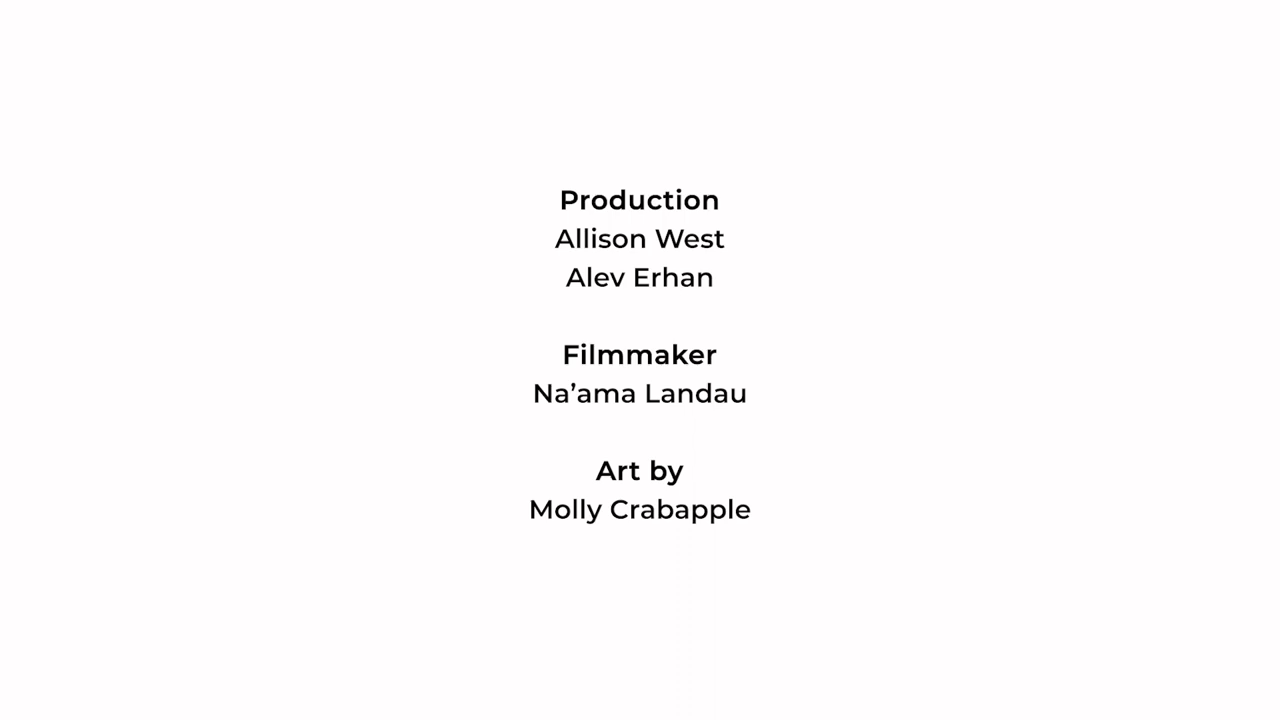 Production
Allison West
Alev Erhan
Filmmaker
Na’ama Landau
Art by
Molly Crabapple